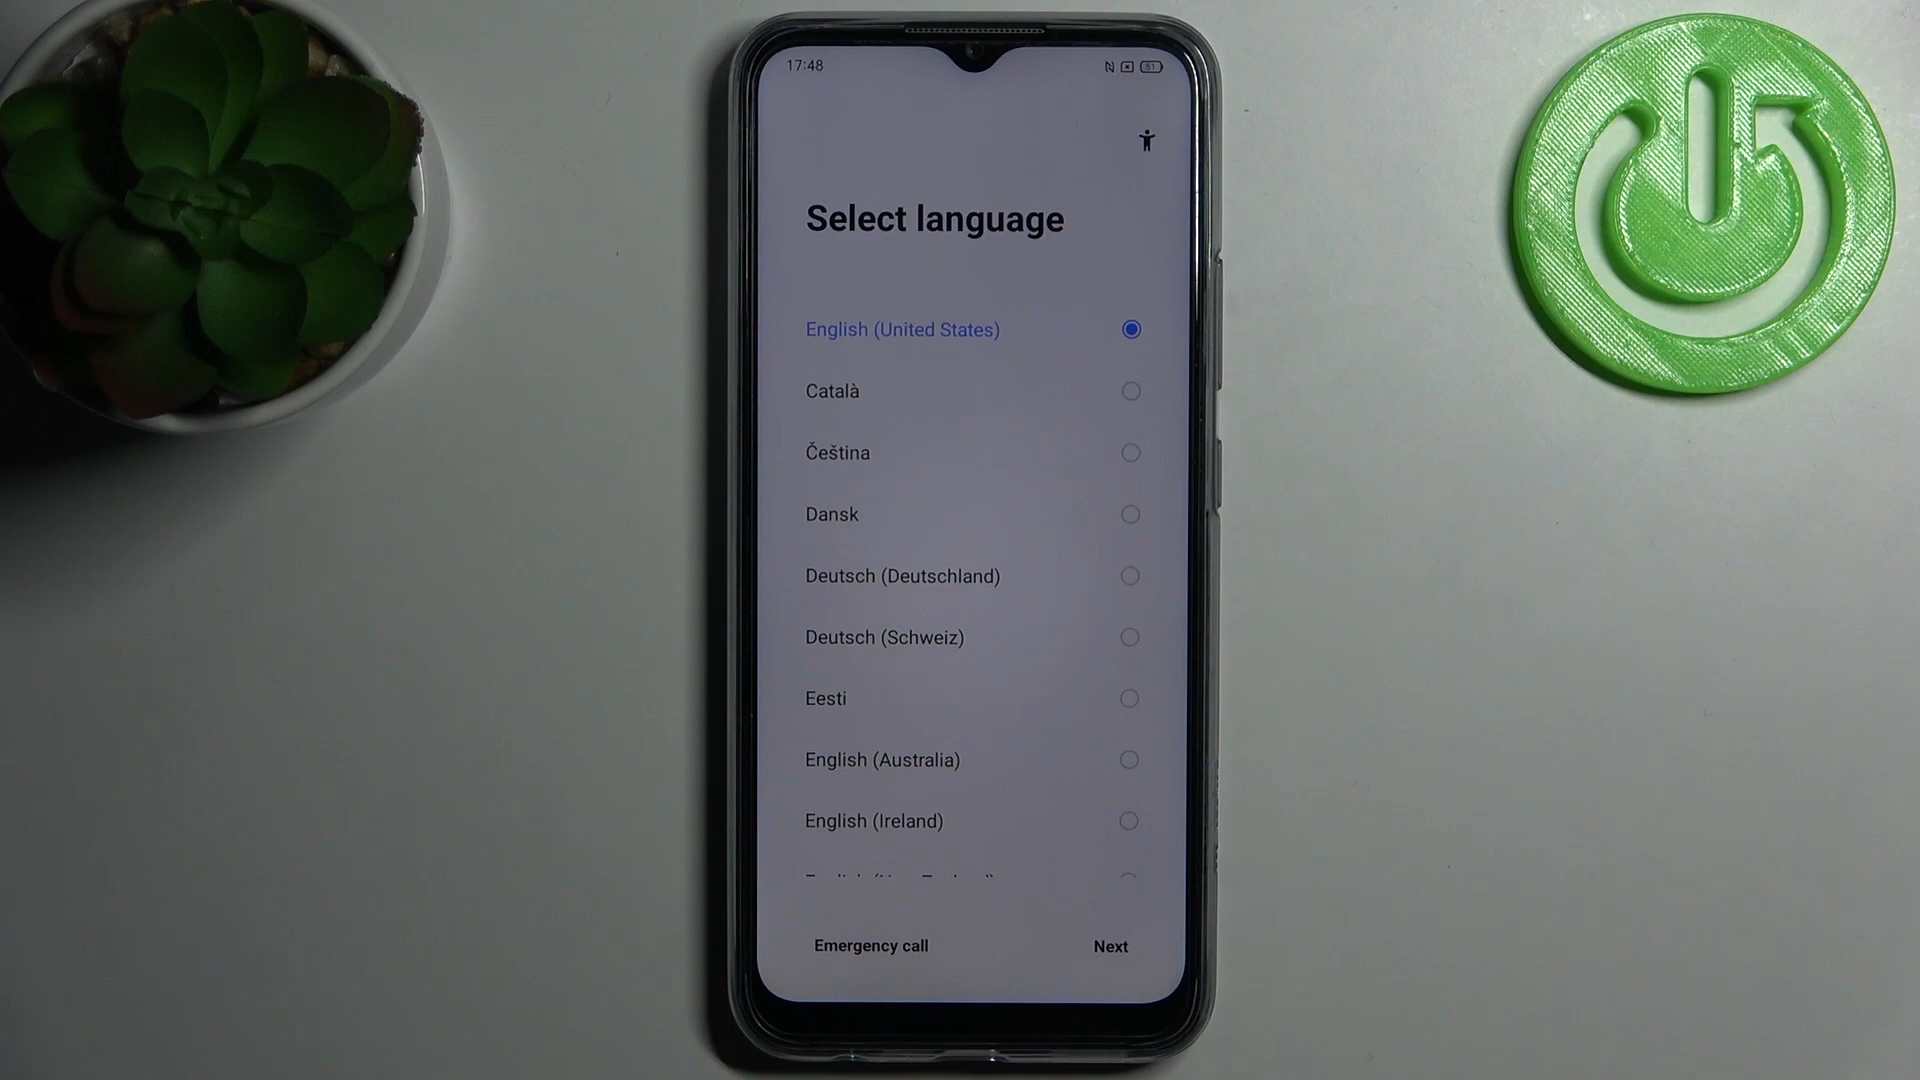 17:48
51
Select language
English (United States)
Català
Čeština
Dansk
Deutsch (Deutschland)
Deutsch (Schweiz)
Eesti
English (Australia)
English (Ireland)
Emergency call
Next